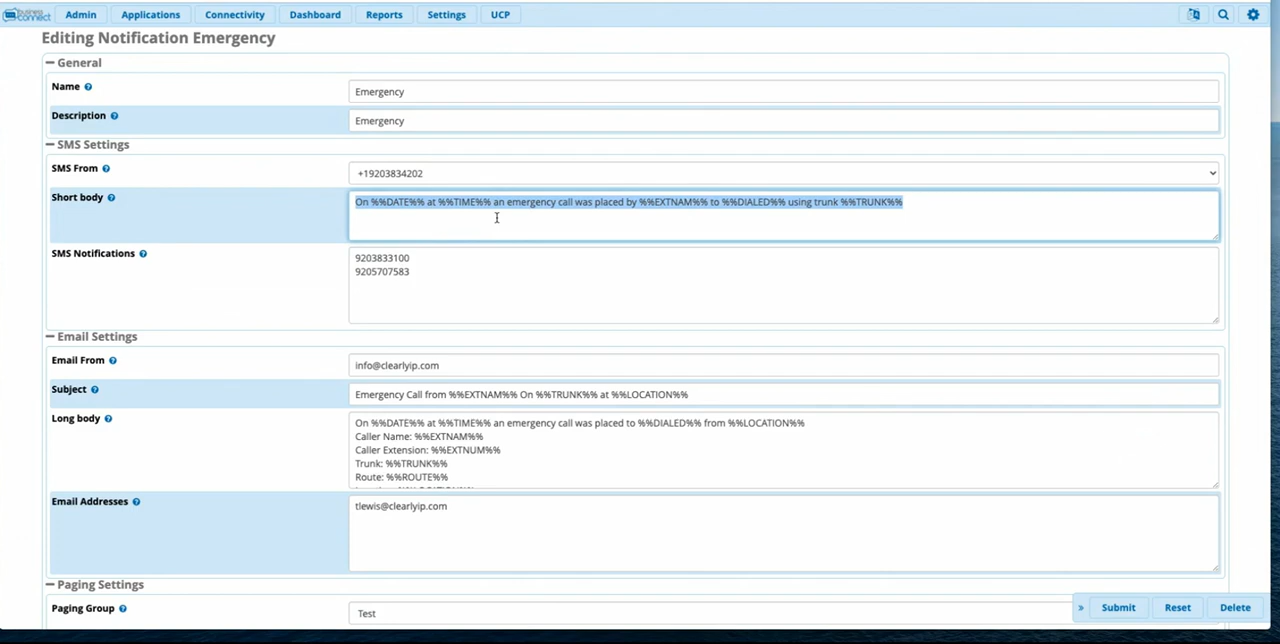 business connect
Admin Applications Connectivity Dashboard Reports Settings UCP
Editing Notification Emergency
General
Name
Emergency
Description
Emergency
SMS Settings
SMS From
+19203834202
Short body
On %%DATE%% at %%TIME%% an emergency call was placed by %%EXTNAM%% to %%DIALED%% using trunk %%TRUNK%%
SMS Notifications
9203833100
9205707583
Email Settings
Email From
info@clearlyip.com
Subject
Emergency Call from %%EXTNAM%% On %%TRUNK%% at %%LOCATION%%
Long body
On %%DATE%% at %%TIME%% an emergency call was placed to %%DIALED%% from %%LOCATION%%
Caller Name: %%EXTNAM%%
Caller Extension: %%EXTNUM%%
Trunk: %%TRUNK%%
Route: %%ROUTE%%
Email Addresses
tlewis@clearlyip.com
Paging Settings
Paging Group
Test
» Submit Reset Delete